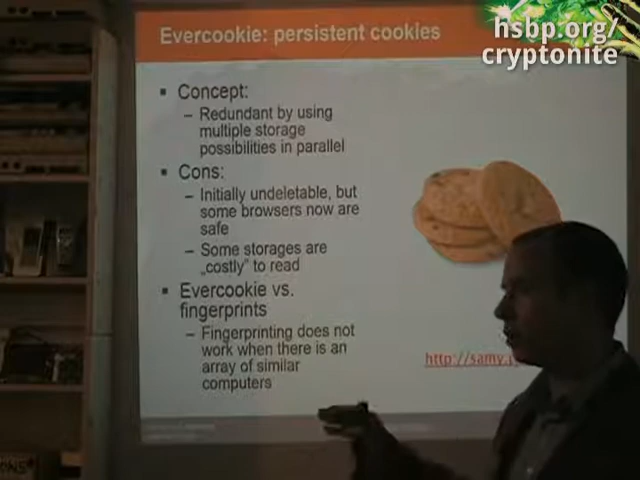 Evercookie: persistent cookies
hsbp.org/
cryptonite
▪ Concept:
– Redundant by using
multiple storage
possibilities in parallel
▪ Cons:
– Initially undeletable, but
some browsers now are
safe
– Some storages are
„costly" to read
▪ Evercookie vs.
fingerprints
– Fingerprinting does not
work when there is an
array of similar
computers
http://samy.